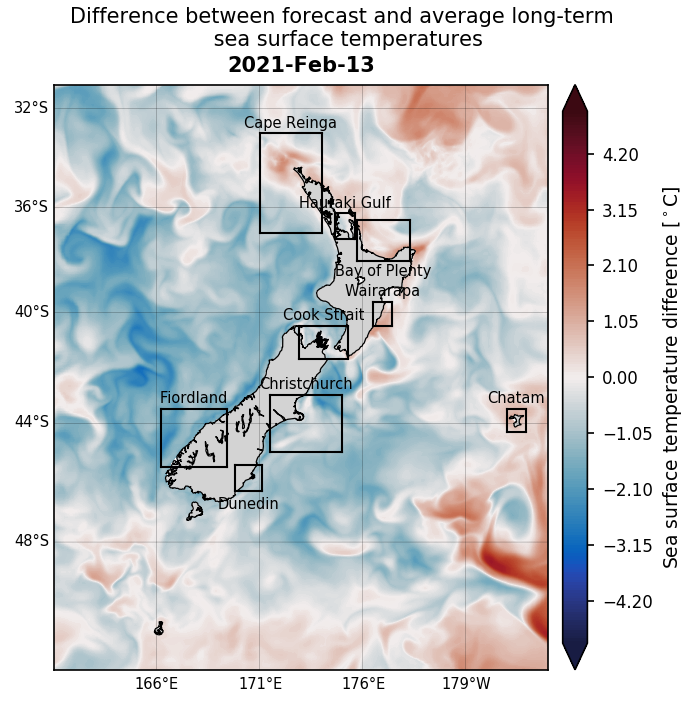 Difference between forecast and average long-term
sea surface temperatures
2021-Feb-13
32°S
36°S
40°S
44°S
48°S
Cape Reinga
Hauraki Gulf
Bay of Plenty
Wairarapa
Cook Strait
Christchurch
Fiordland
Chatam
Dunedin
166°E
171°E
176°E
179°W
4.20
3.15
2.10
1.05
0.00
−1.05
−2.10
−3.15
−4.20
Sea surface temperature difference [°C]